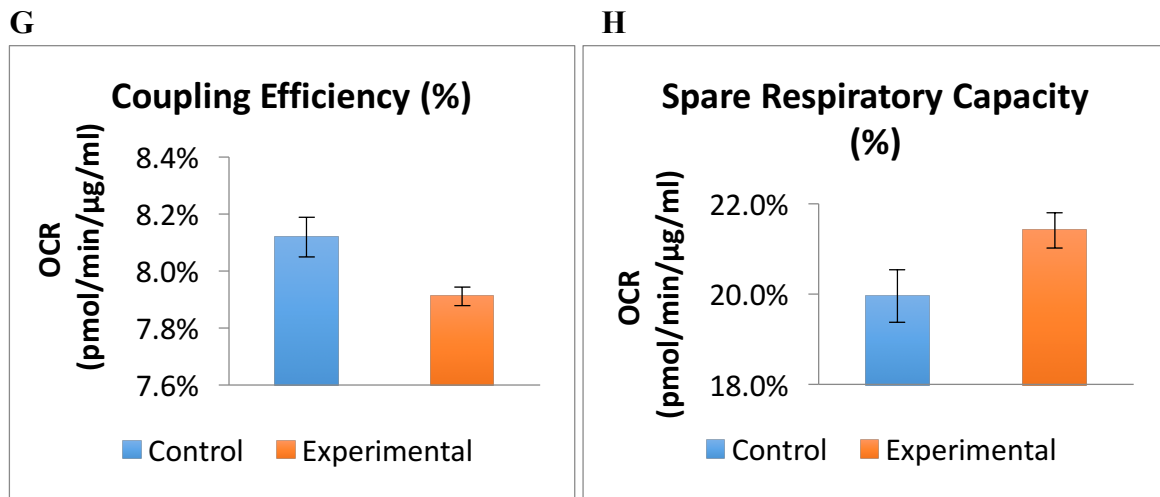 G
Coupling Efficiency (%)
OCR
(pmol/min/µg/ml)
8.4%
8.2%
8.0%
7.8%
7.6%
Control Experimental
H
Spare Respiratory Capacity
(%)
OCR
(pmol/min/µg/ml)
22.0%
20.0%
18.0%
Control Experimental